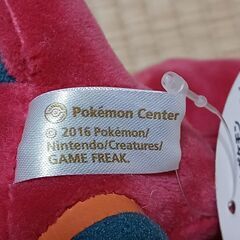 Pokémon Center
© 2016 Pokémon/
Nintendo/Creatures/
GAME FREAK.